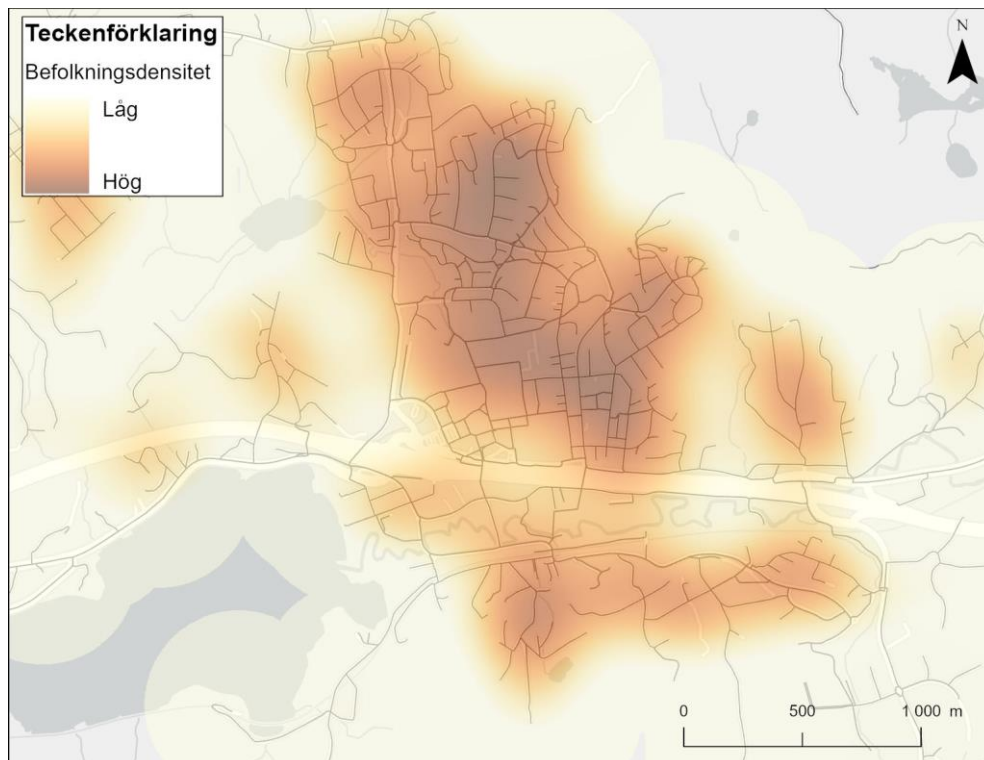 Teckenförklaring
Befolkningsdensitet
Låg
Hög
N
0 500 1 000 m